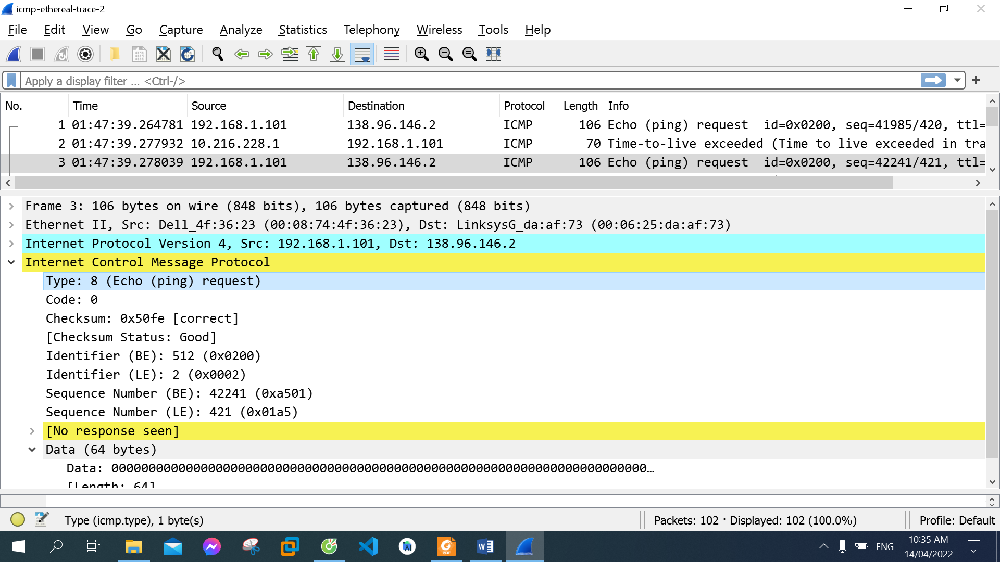 icmp-ethereal-trace-2
File Edit View Go Capture Analyze Statistics Telephony Wireless Tools Help
Apply a display filter ... <Ctrl-/>
No. Time Source Destination Protocol Length Info
1 01:47:39.264781 192.168.1.101 138.96.146.2 ICMP 106 Echo (ping) request id=0x0200, seq=41985/420, ttl=
2 01:47:39.277932 10.216.228.1 192.168.1.101 ICMP 70 Time-to-live exceeded (Time to live exceeded in tra
3 01:47:39.278039 192.168.1.101 138.96.146.2 ICMP 106 Echo (ping) request id=0x0200, seq=42241/421, ttl=
Frame 3: 106 bytes on wire (848 bits), 106 bytes captured (848 bits)
Ethernet II, Src: Dell_4f:36:23 (00:08:74:4f:36:23), Dst: LinksysG_da:af:73 (00:06:25:da:af:73)
Internet Protocol Version 4, Src: 192.168.1.101, Dst: 138.96.146.2
Internet Control Message Protocol
Type: 8 (Echo (ping) request)
Code: 0
Checksum: 0x50fe [correct]
[Checksum Status: Good]
Identifier (BE): 512 (0x0200)
Identifier (LE): 2 (0x0002)
Sequence Number (BE): 42241 (0xa501)
Sequence Number (LE): 421 (0x01a5)
[No response seen]
Data (64 bytes)
Data: 000000000000000000000000000000000000000000000000000000000000000000000000…
[Length: 64]
Type (icmp.type), 1 byte(s)
Packets: 102 · Displayed: 102 (100.0%)
Profile: Default
PDF
ENG
10:35 AM
14/04/2022